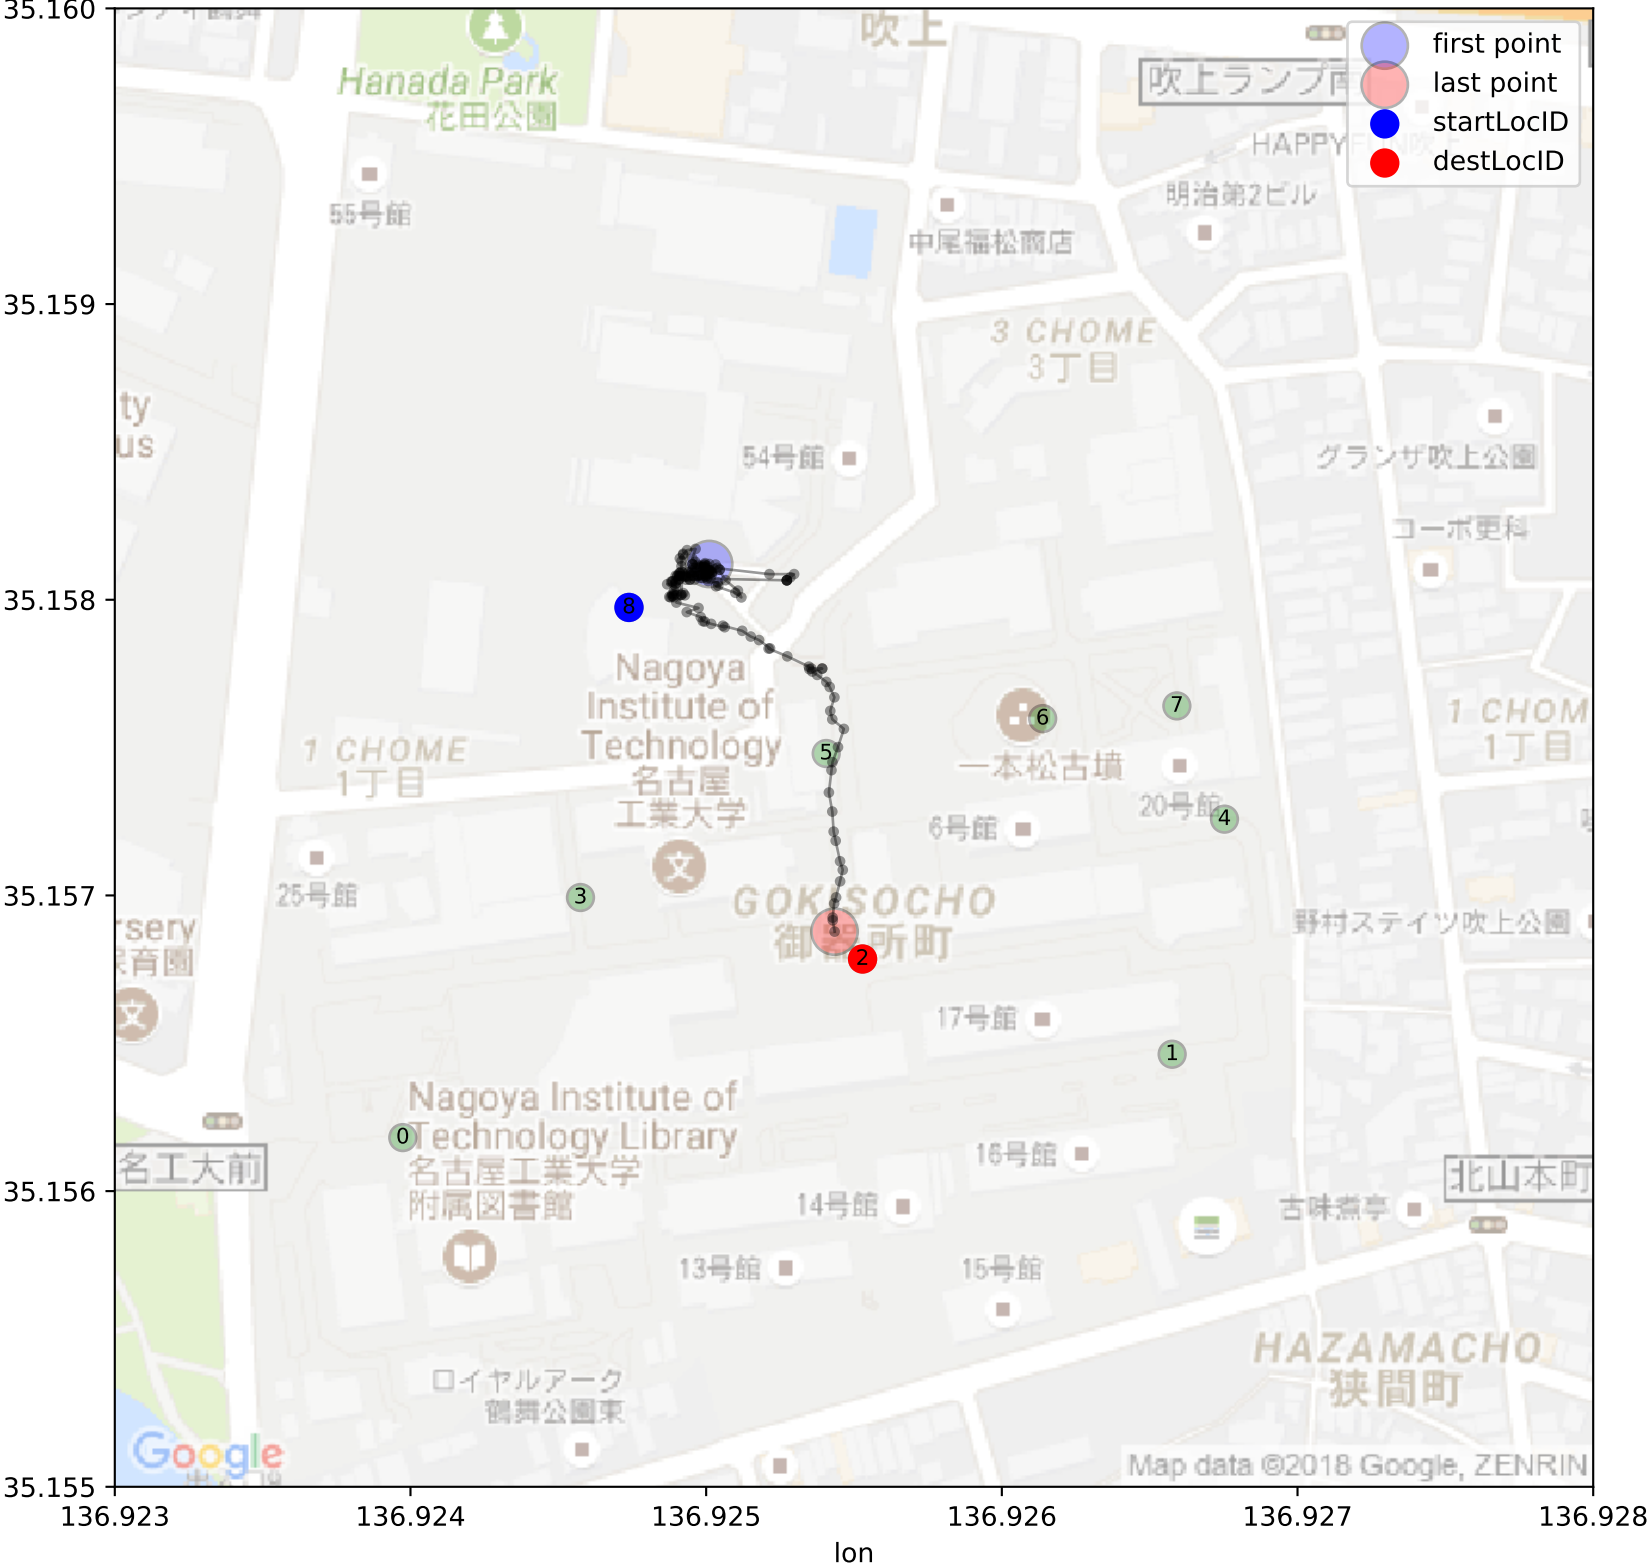 35.160
35.159
35.158
35.157
35.156
35.155
136.923
136.924
136.925
136.926
136.927
136.928
lon
first point
last point
startLocID
destLocID
吹上
Hanada Park
花田公園
吹上ランプ南
HAPPY
明治第2ビル
55号館
中尾福松商店
3 CHOME
3丁目
ty
us
54号館
グランザ吹上公園
コーポ更科
8
Nagoya
Institute of
Technology
名古屋
工業大学
7
6
5
一本松古墳
1 CHOM
1丁目
1 CHOME
1丁目
20号館
4
6号館
25号館
3
GOKISOCHO
御器所町
野村ステイツ吹上公園
rsery
保育園
2
17号館
1
Nagoya Institute of
Technology Library
名古屋工業大学
附属図書館
0
名工大前
16号館
北山本町
14号館
古味煮亭
13号館
15号館
HAZAMACHO
狭間町
ロイヤルアーク
鶴舞公園東
Google
Map data ©2018 Google, ZENRIN